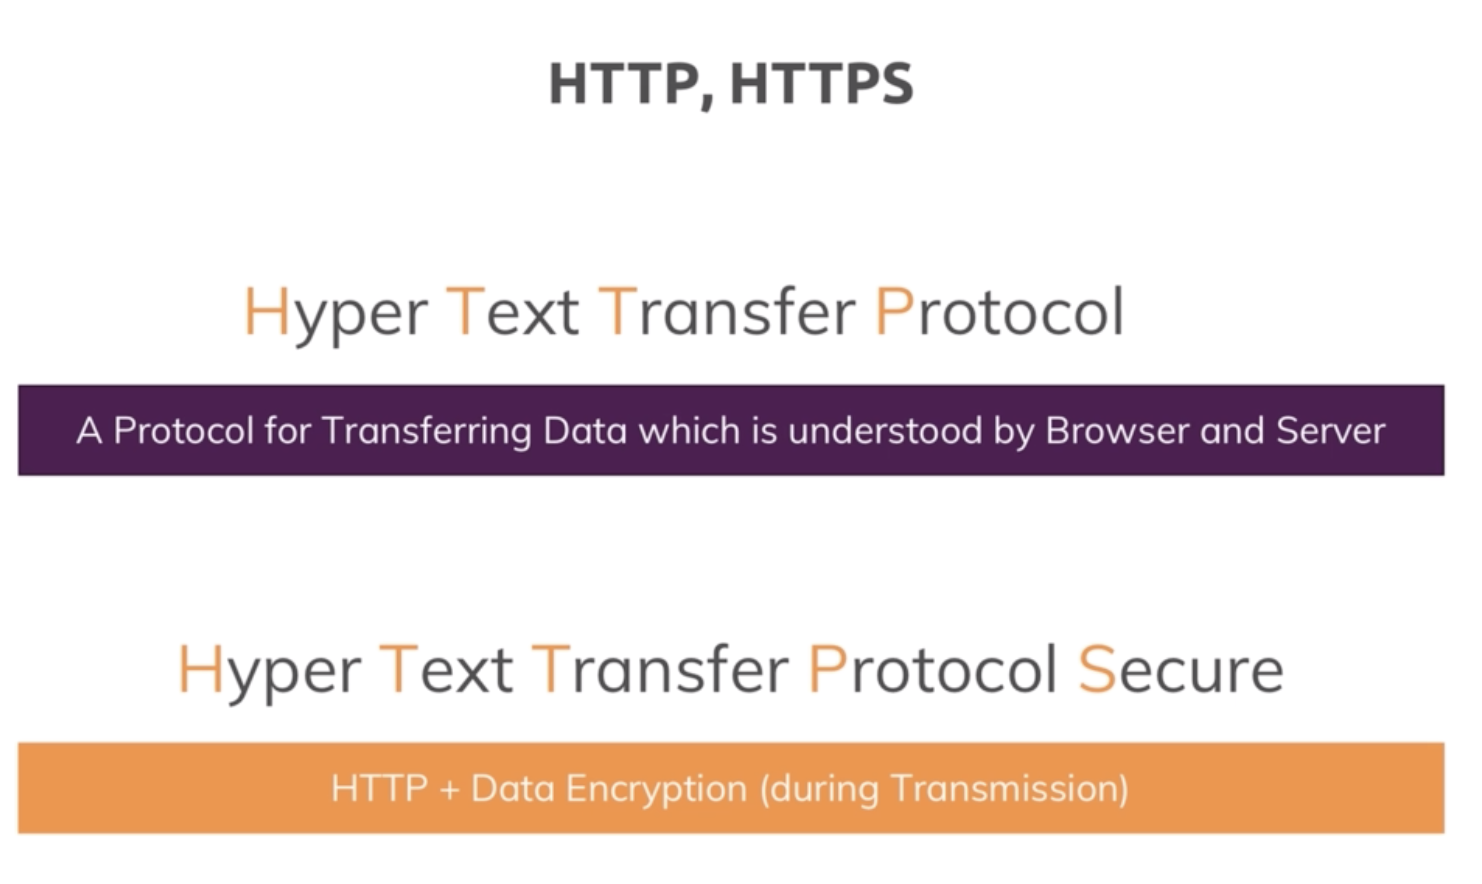 HTTP, HTTPS
Hyper Text Transfer Protocol
A Protocol for Transferring Data which is understood by Browser and Server
Hyper Text Transfer Protocol Secure
HTTP + Data Encryption (during Transmission)